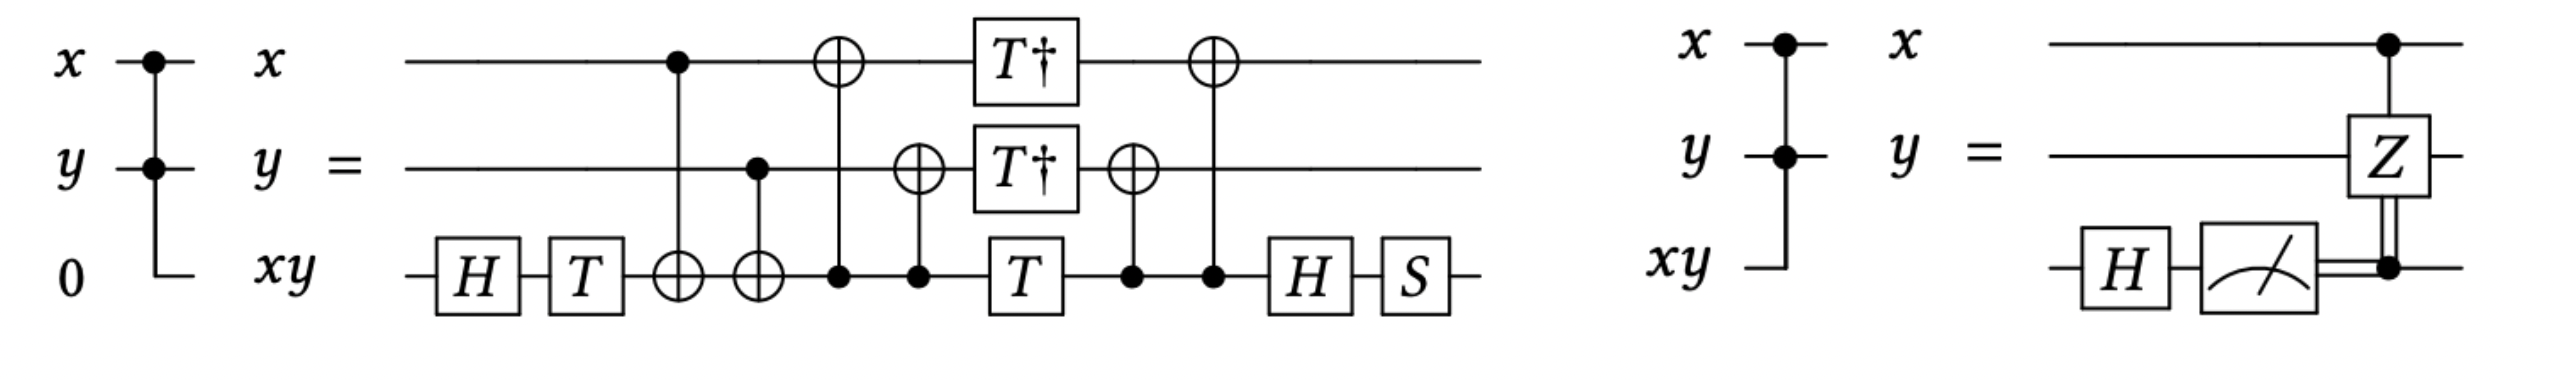 x x T† x x
y y = T† y y = Z
0 xy H T T H S xy H